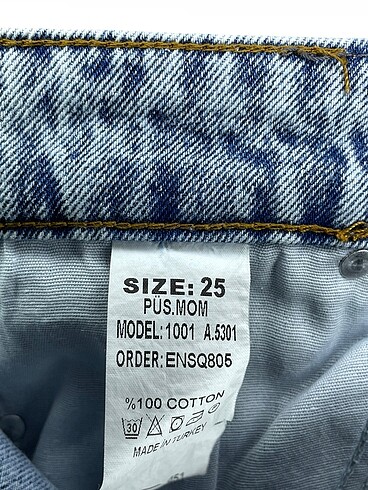 SIZE: 25
PÜS.MOM
MODEL:1001 A.5301
ORDER:ENSQ805
%100 COTTON
30
MADE IN TURKEY